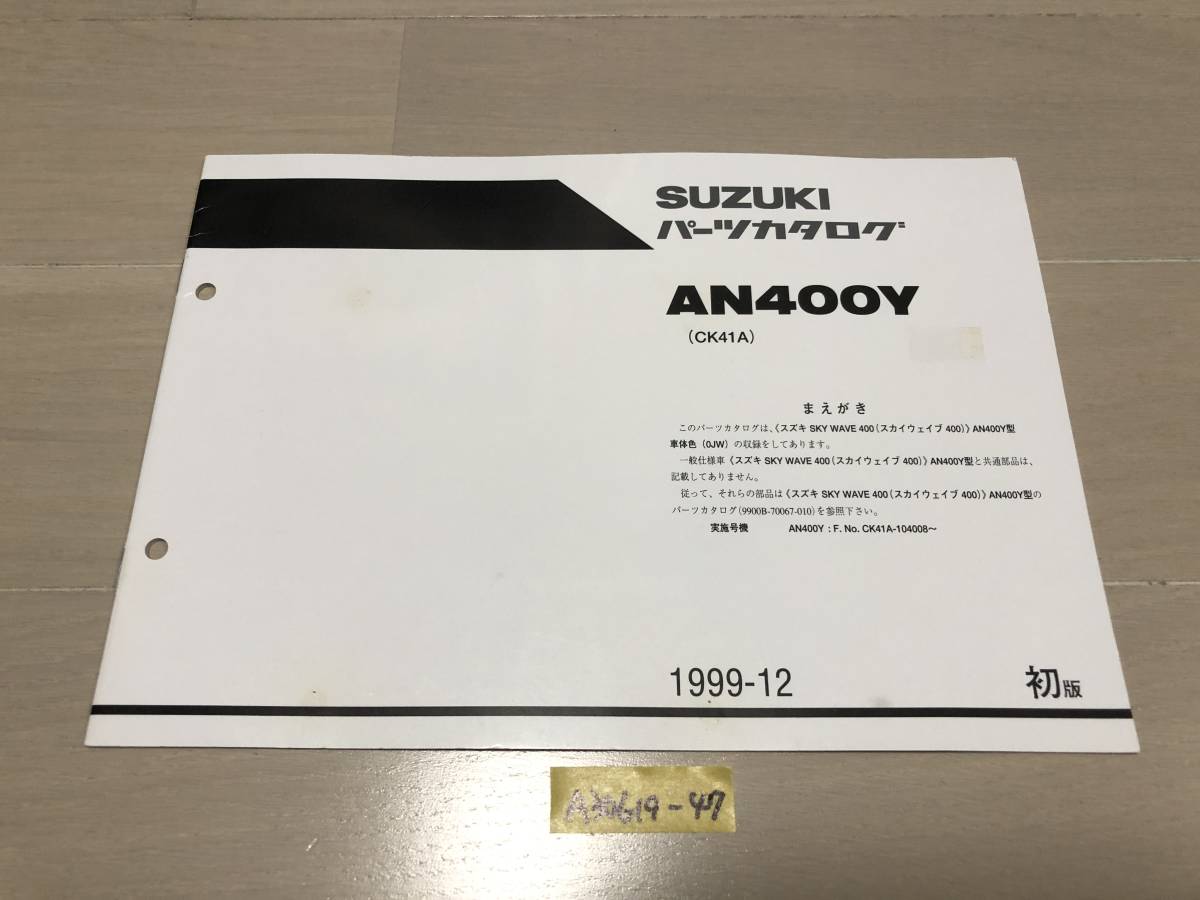 SUZUKI
パーツカタログ
AN400Y
(CK41A)
まえがき
このパーツカタログは、《スズキ SKY WAVE 400(スカイウェイブ 400)》AN400Y型
車体色(0JW)の収録をしてあります。
一般仕様車《スズキ SKY WAVE 400(スカイウェイブ 400)》AN400Y型と共通部品は、
記載してありません。
従って、それらの部品は《スズキ SKY WAVE 400(スカイウェイブ 400)》AN400Y型の
パーツカタログ(9900B-70067-010)を参照下さい。
実施号機 AN400Y : F. No. CK41A-104008〜
1999-12 初版